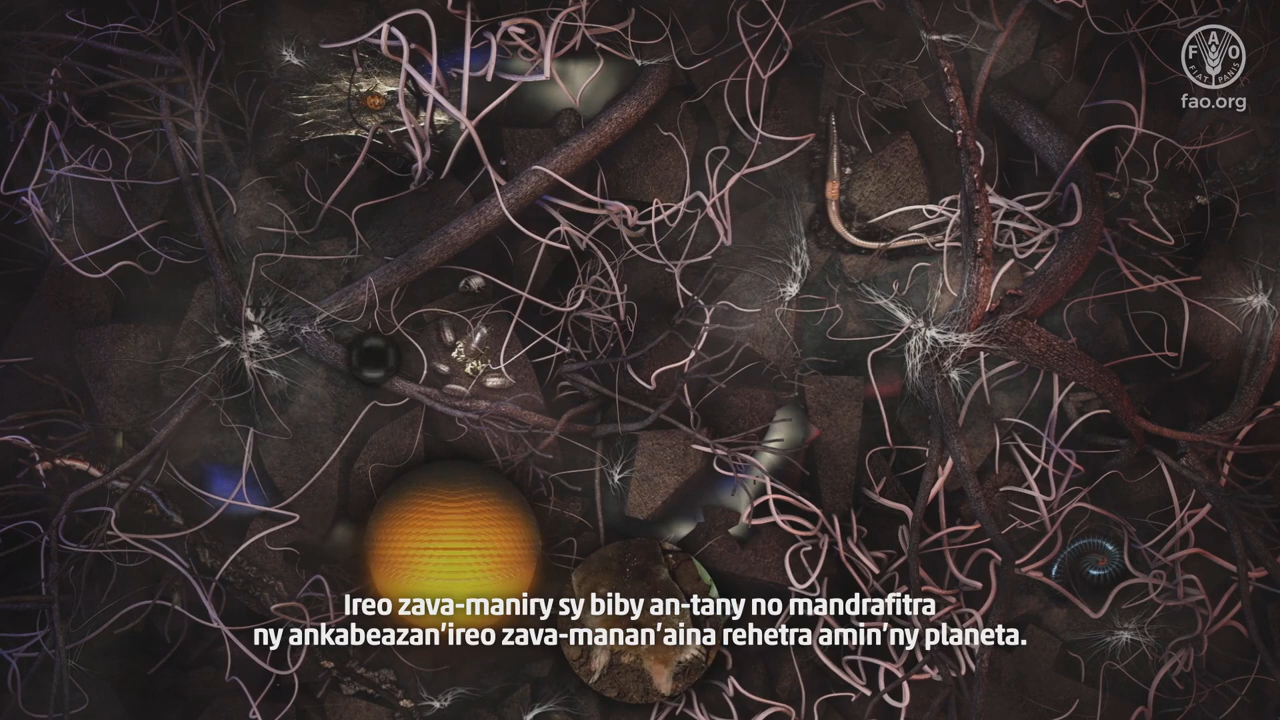 FAO
FIAT PANIS
fao.org
Ireo zava-maniry sy biby an-tany no mandrafitra
ny ankabeazan'ireo zava-manan'aina rehetra amin'ny planeta.